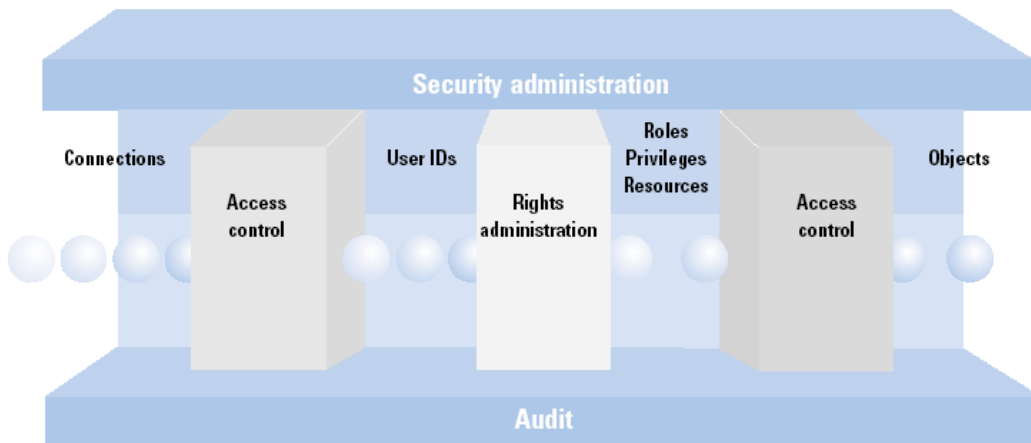 Security administration
Connections
Access
control
User IDs
Rights
administration
Roles
Privileges
Resources
Access
control
Objects
Audit